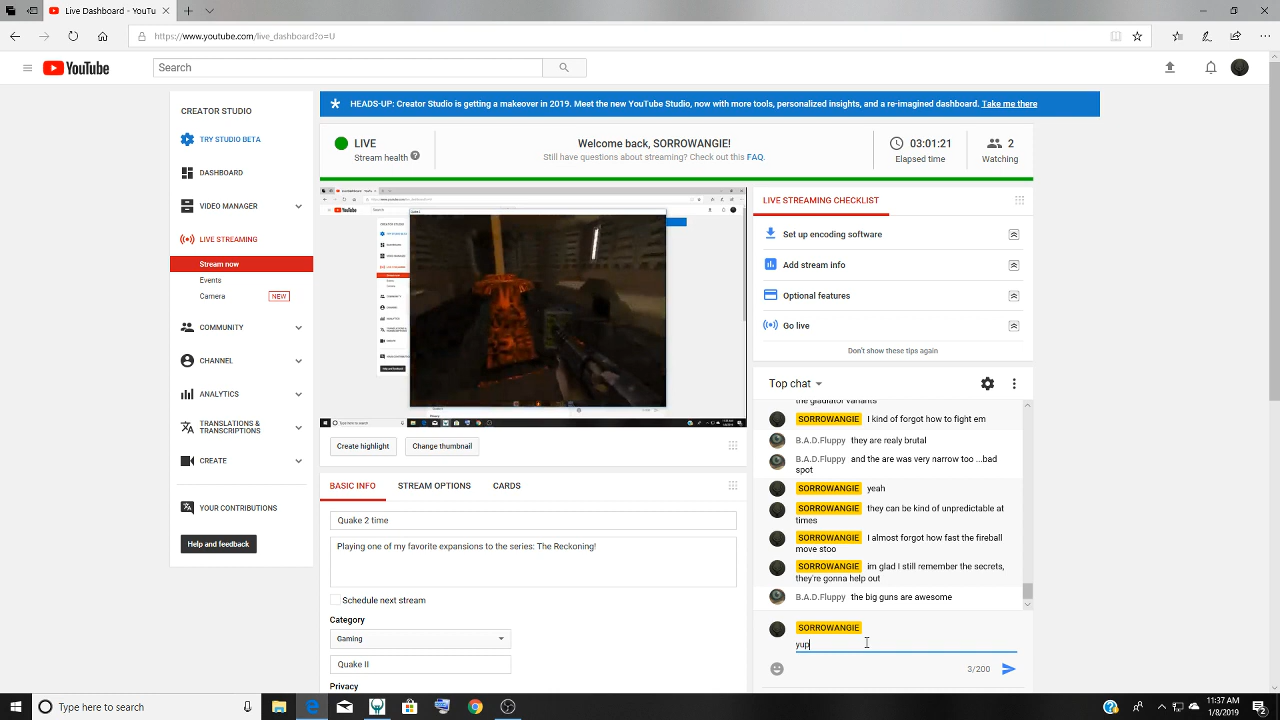 Live Dashboard - YouTu
https://www.youtube.com/live_dashboard?o=U
YouTube
Search
CREATOR STUDIO
TRY STUDIO BETA
DASHBOARD
VIDEO MANAGER
LIVE STREAMING
Stream now
Events
Camera NEW
COMMUNITY
CHANNEL
ANALYTICS
TRANSLATIONS &
TRANSCRIPTIONS
CREATE
YOUR CONTRIBUTIONS
Help and feedback
HEADS-UP: Creator Studio is getting a makeover in 2019. Meet the new YouTube Studio, now with more tools, personalized insights, and a re-imagined dashboard. Take me there
LIVE
Stream health ?
Welcome back, SORROWANGIE!
Still have questions about streaming? Check out this FAQ.
03:01:21
Elapsed time
2
Watching
Create highlight
Change thumbnail
BASIC INFO STREAM OPTIONS CARDS
Quake 2 time
Playing one of my favorite expansions to the series: The Reckoning!
Schedule next stream
Category
Gaming
Quake II
Privacy
LIVE STREAMING CHECKLIST
Set up encoding software
Add stream info
Optional features
Go live
Don't show these tips again
Top chat
the gladiator variants
SORROWANGIE I kind of forgot how to fight em
B.A.D.Fluppy they are realy brutal
B.A.D.Fluppy and the are was very narrow too ...bad
spot
SORROWANGIE yeah
SORROWANGIE they can be kind of unpredictable at
times
SORROWANGIE I almost forgot how fast the fireball
move stoo
SORROWANGIE im glad I still remember the secrets,
they're gonna help out
B.A.D.Fluppy the big guns are awesome
SORROWANGIE
yup
3/200
Type here to search
11:37 AM
1/8/2019